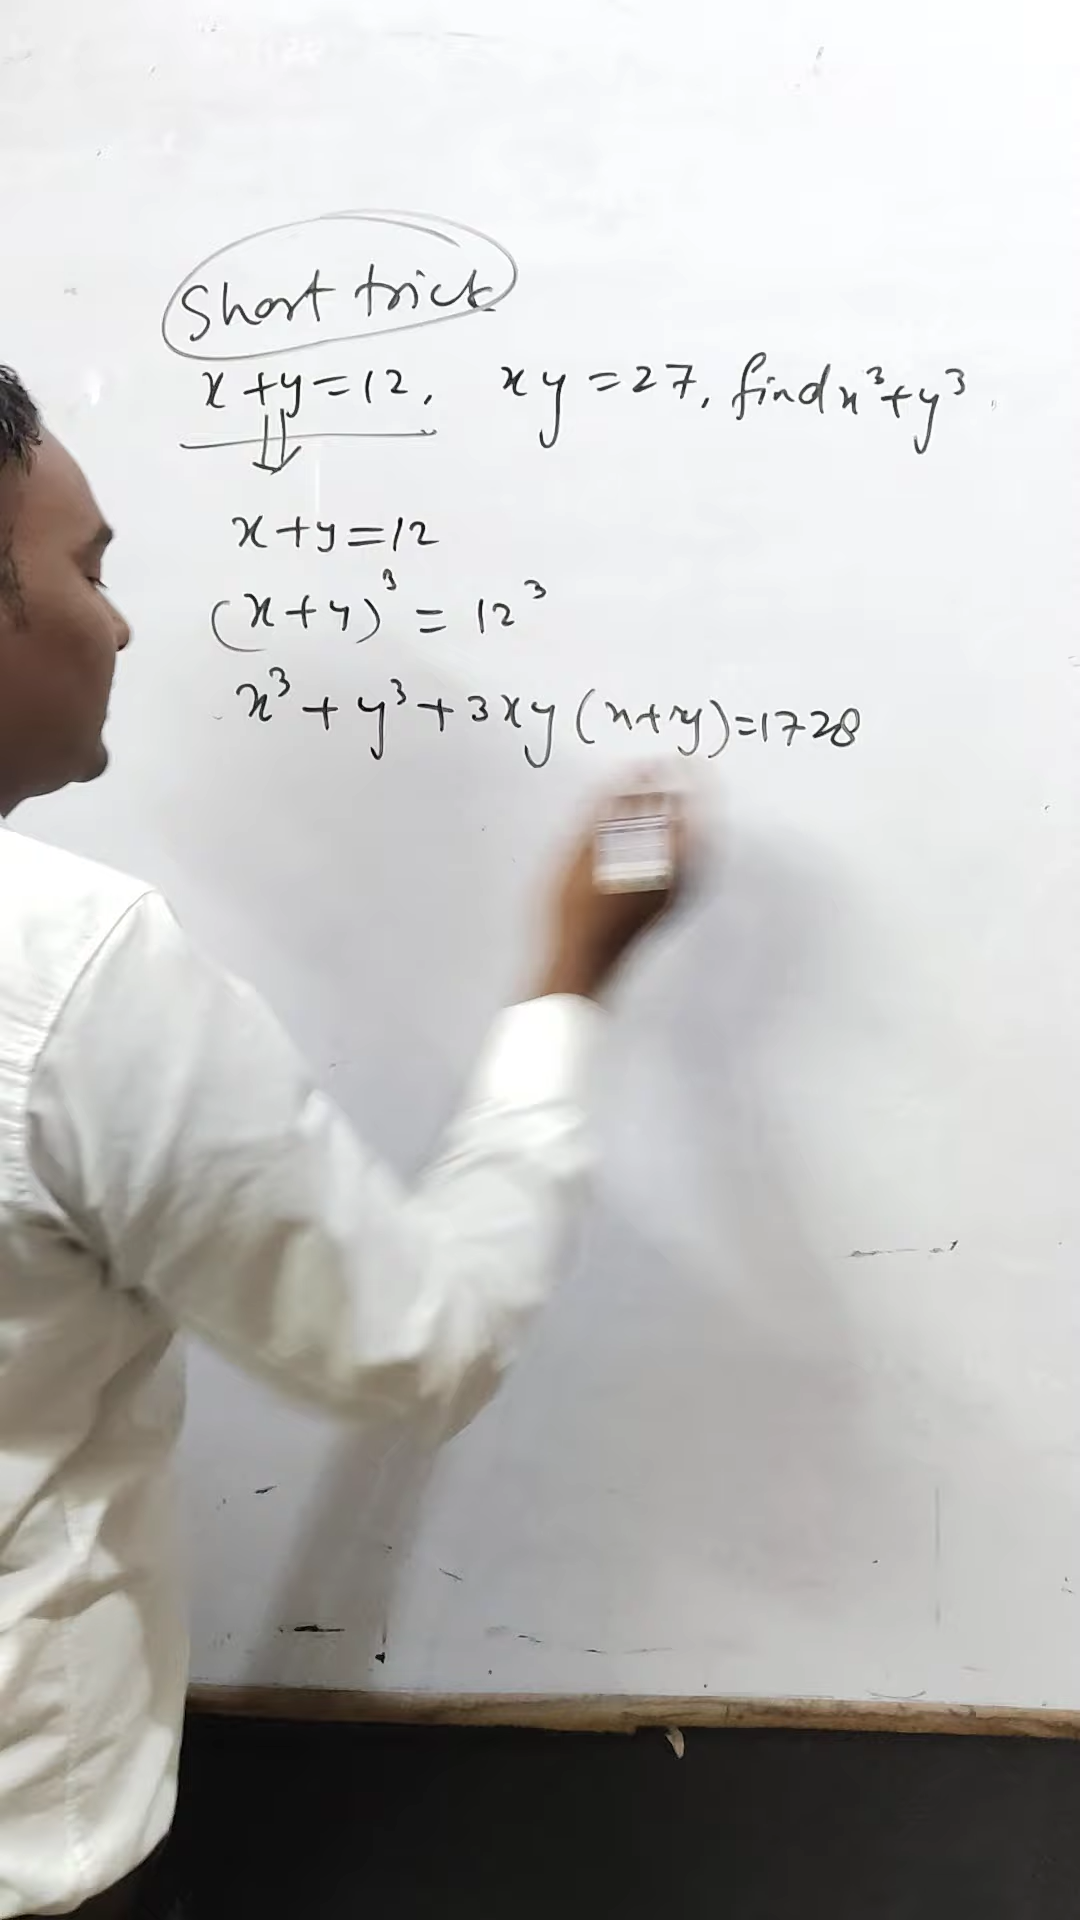 Short trick
x+y=12, xy=27, find x³+y³.
x+y=12
(x+y)³=12³
x³+y³+3xy(x+y)=1728